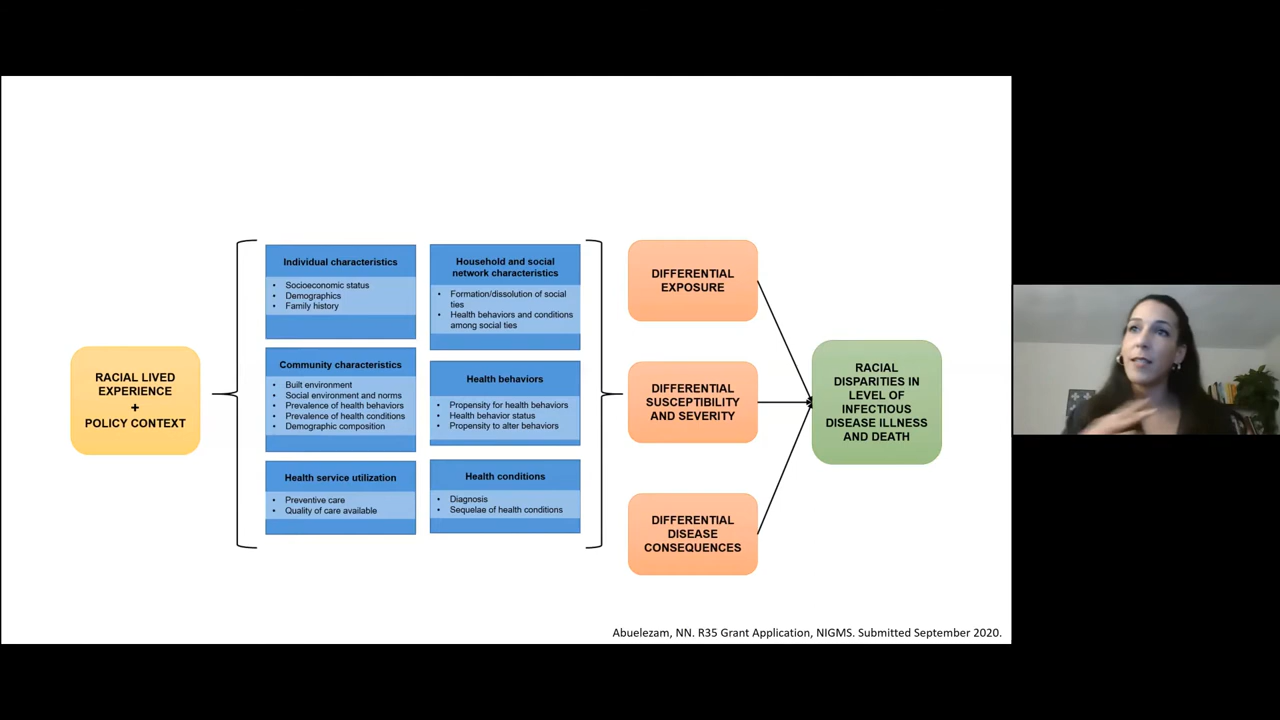 RACIAL LIVED
EXPERIENCE
+
POLICY CONTEXT
Individual characteristics
• Socioeconomic status
• Demographics
• Family history
Household and social
network characteristics
• Formation/dissolution of social
ties
• Health behaviors and conditions
among social ties
Community characteristics
• Built environment
• Social environment and norms
• Prevalence of health behaviors
• Prevalence of health conditions
• Demographic composition
Health behaviors
• Propensity for health behaviors
• Health behavior status
• Propensity to alter behaviors
Health service utilization
• Preventive care
• Quality of care available
Health conditions
• Diagnosis
• Sequelae of health conditions
DIFFERENTIAL
EXPOSURE
DIFFERENTIAL
SUSCEPTIBILITY
AND SEVERITY
DIFFERENTIAL
DISEASE
CONSEQUENCES
RACIAL
DISPARITIES IN
LEVEL OF
INFECTIOUS
DISEASE ILLNESS
AND DEATH
Abuelezam, NN. R35 Grant Application, NIGMS. Submitted September 2020.